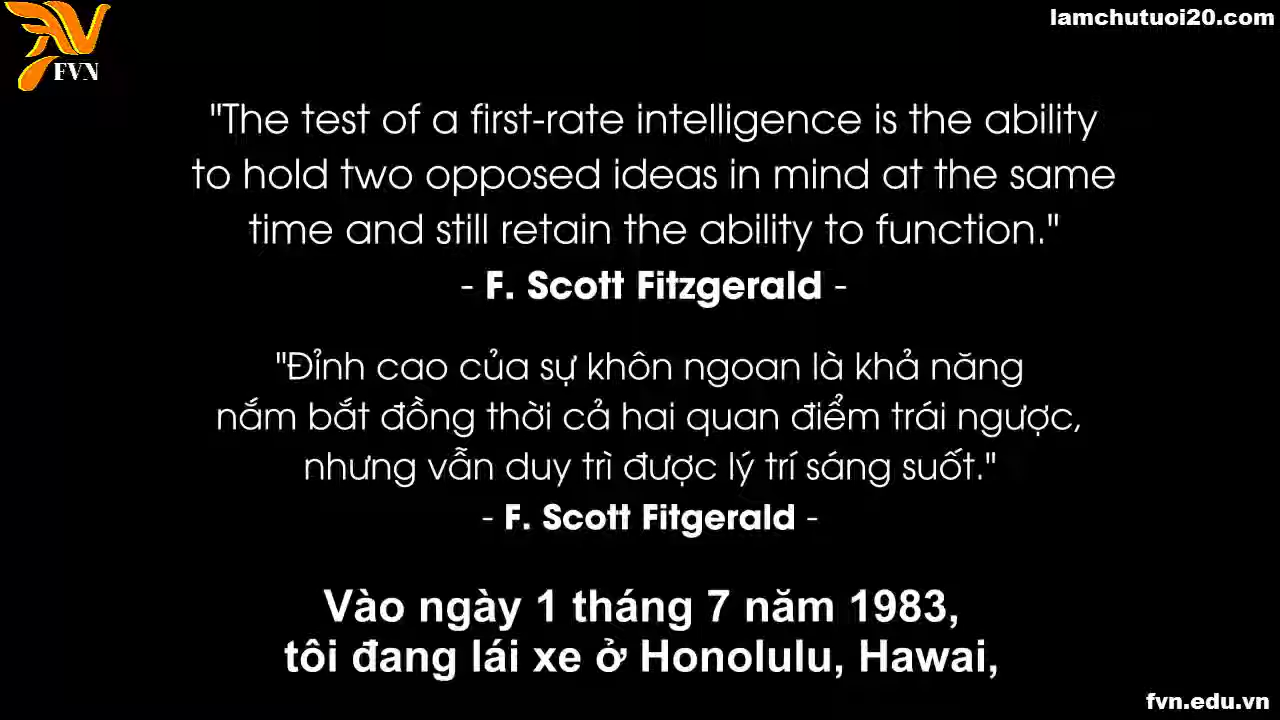 FVN
lamchutuoi20.com
"The test of a first-rate intelligence is the ability
to hold two opposed ideas in mind at the same
time and still retain the ability to function."
- F. Scott Fitzgerald -
"Đỉnh cao của sự khôn ngoan là khả năng
nắm bắt đồng thời cả hai quan điểm trái ngược,
nhưng vẫn duy trì được lý trí sáng suốt."
- F. Scott Fitgerald -
Vào ngày 1 tháng 7 năm 1983,
tôi đang lái xe ở Honolulu, Hawai,
fvn.edu.vn